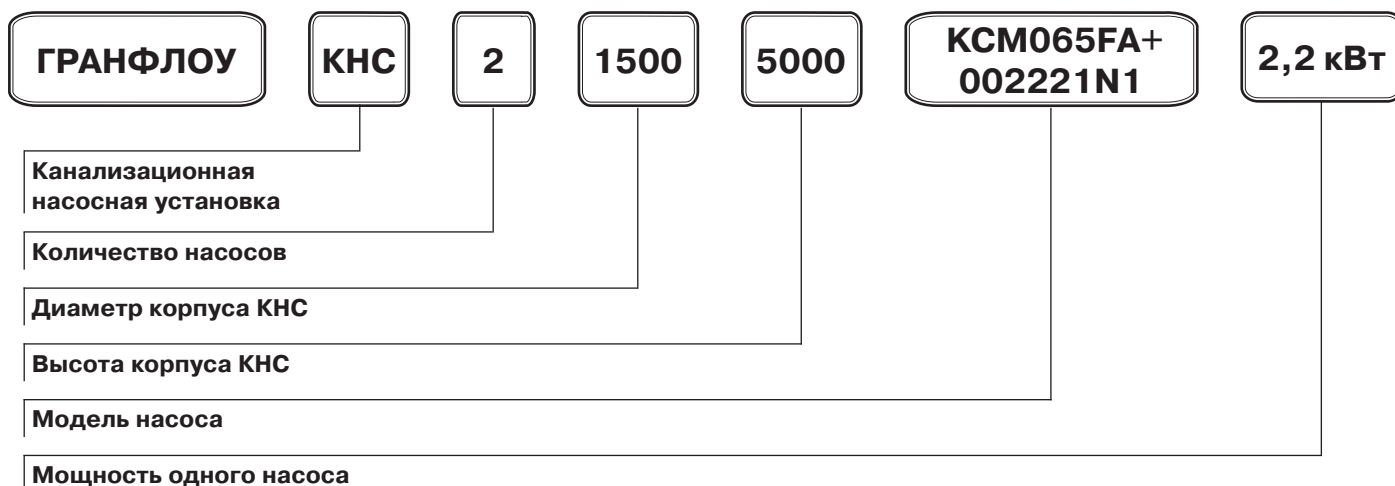 ГРАНФЛОУ КНС 2 1500 5000 KCM065FA+ 2,2 кВт
002221N1
Канализационная
насосная установка
Количество насосов
Диаметр корпуса КНС
Высота корпуса КНС
Модель насоса
Мощность одного насоса